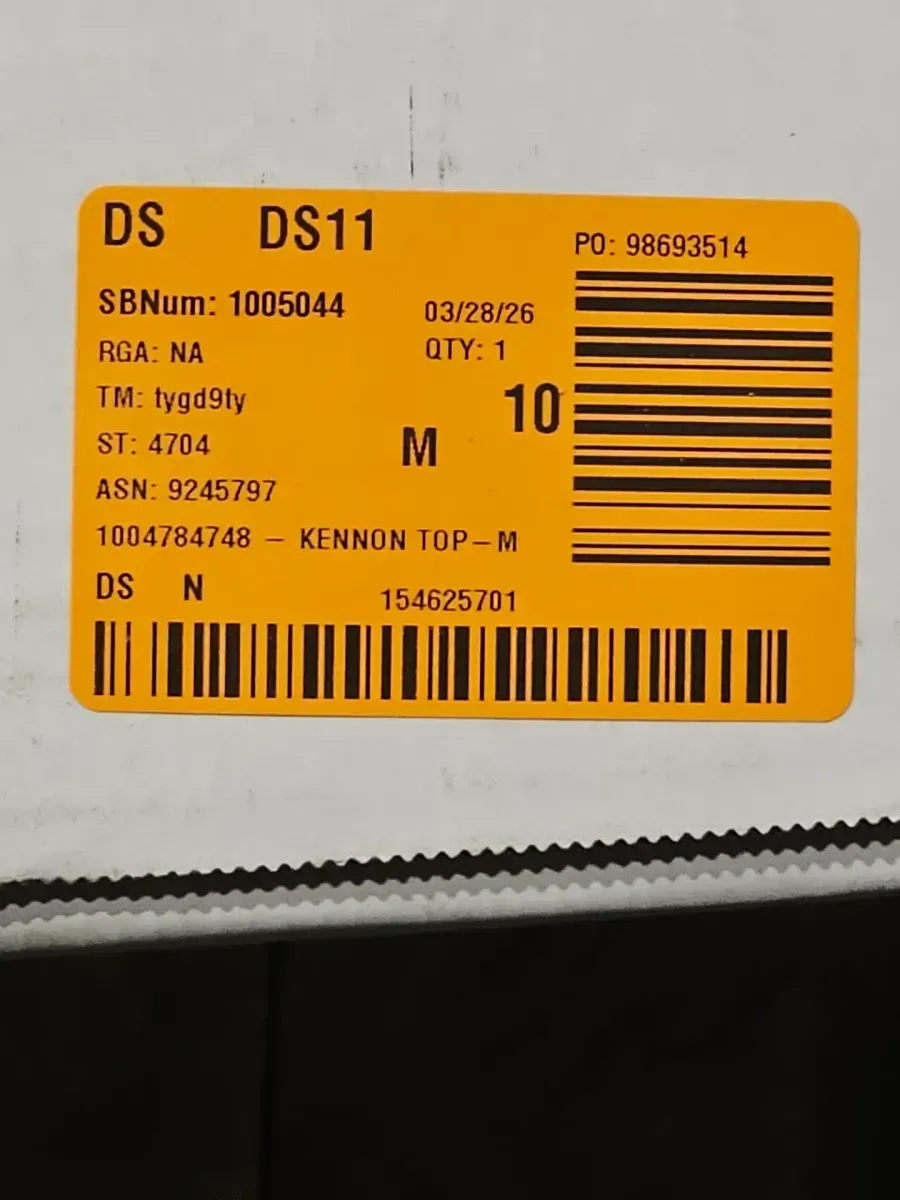 DS DS11
PO: 98693514
SBNum: 1005044 03/28/26
RGA: NA QTY: 1
TM: tygd9ty 10
ST: 4704 M
ASN: 9245797
1004784748 – KENNON TOP–M
DS N 154625701